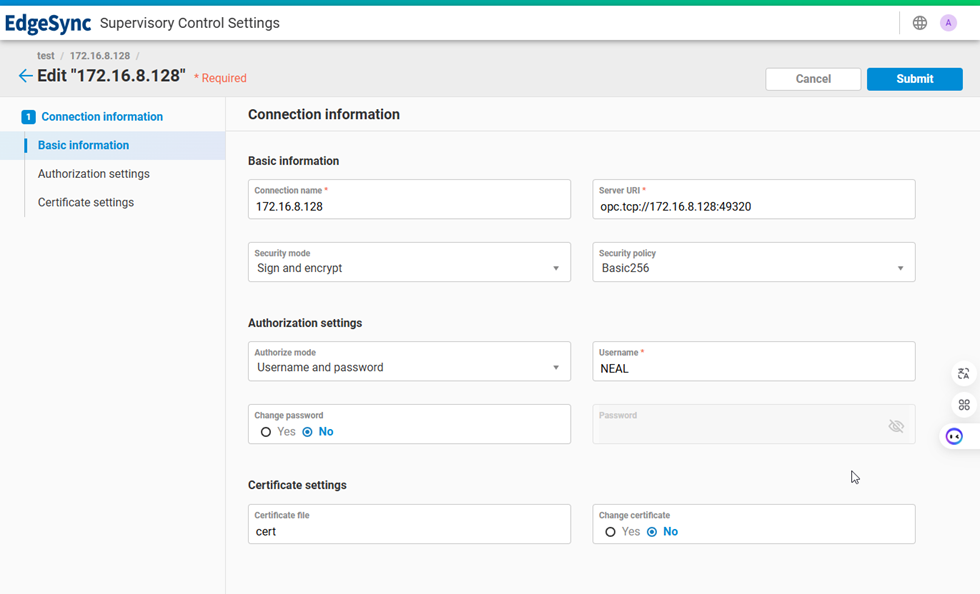 EdgeSync Supervisory Control Settings
A
test / 172.16.8.128 /
Edit "172.16.8.128" * Required
Cancel
Submit
1 Connection information
Basic information
Authorization settings
Certificate settings
Connection information
Basic information
Connection name *
172.16.8.128
Server URI *
opc.tcp://172.16.8.128:49320
Security mode
Sign and encrypt
Security policy
Basic256
Authorization settings
Authorize mode
Username and password
Username *
NEAL
Change password
Yes No
Password
Certificate settings
Certificate file
cert
Change certificate
Yes No